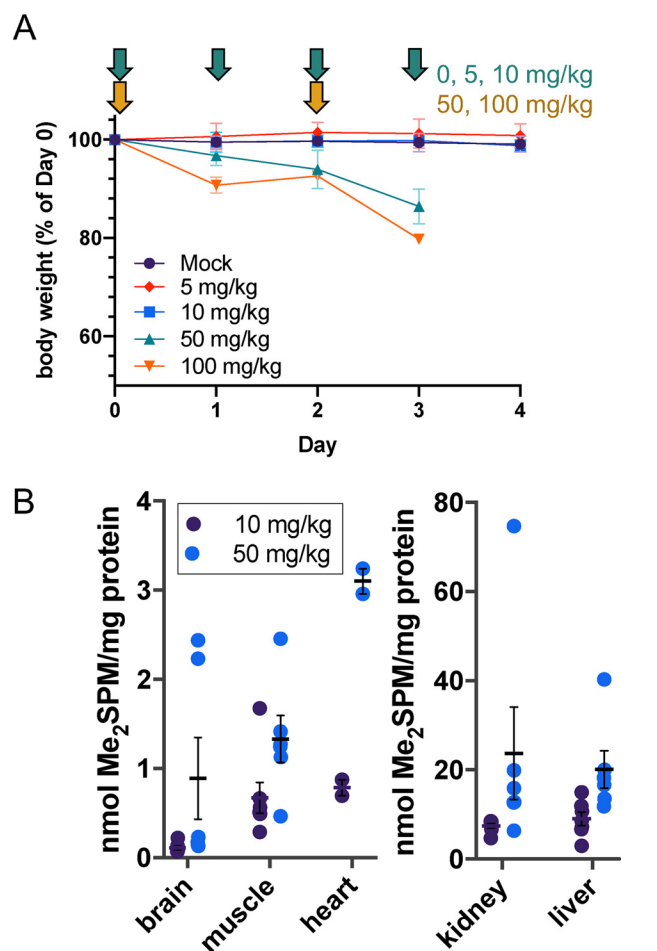 A
0, 5, 10 mg/kg
50, 100 mg/kg
body weight (% of Day 0)
100
80
60
Mock
5 mg/kg
10 mg/kg
50 mg/kg
100 mg/kg
0 1 2 3 4
Day
B
nmol Me₂SPM/mg protein
4
3
2
1
0
10 mg/kg
50 mg/kg
brain muscle heart
nmol Me₂SPM/mg protein
80
60
40
20
0
kidney liver